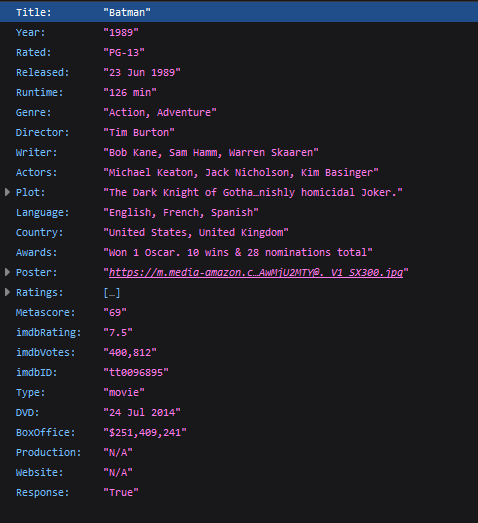 Title: "Batman"
Year: "1989"
Rated: "PG-13"
Released: "23 Jun 1989"
Runtime: "126 min"
Genre: "Action, Adventure"
Director: "Tim Burton"
Writer: "Bob Kane, Sam Hamm, Warren Skaaren"
Actors: "Michael Keaton, Jack Nicholson, Kim Basinger"
Plot: "The Dark Knight of Gotha…nishly homicidal Joker."
Language: "English, French, Spanish"
Country: "United States, United Kingdom"
Awards: "Won 1 Oscar. 10 wins & 28 nominations total"
Poster: "https://m.media-amazon.c…AwMjU2MTY@._V1_SX300.jpg"
Ratings: […]
Metascore: "69"
imdbRating: "7.5"
imdbVotes: "400,812"
imdbID: "tt0096895"
Type: "movie"
DVD: "24 Jul 2014"
BoxOffice: "$251,409,241"
Production: "N/A"
Website: "N/A"
Response: "True"